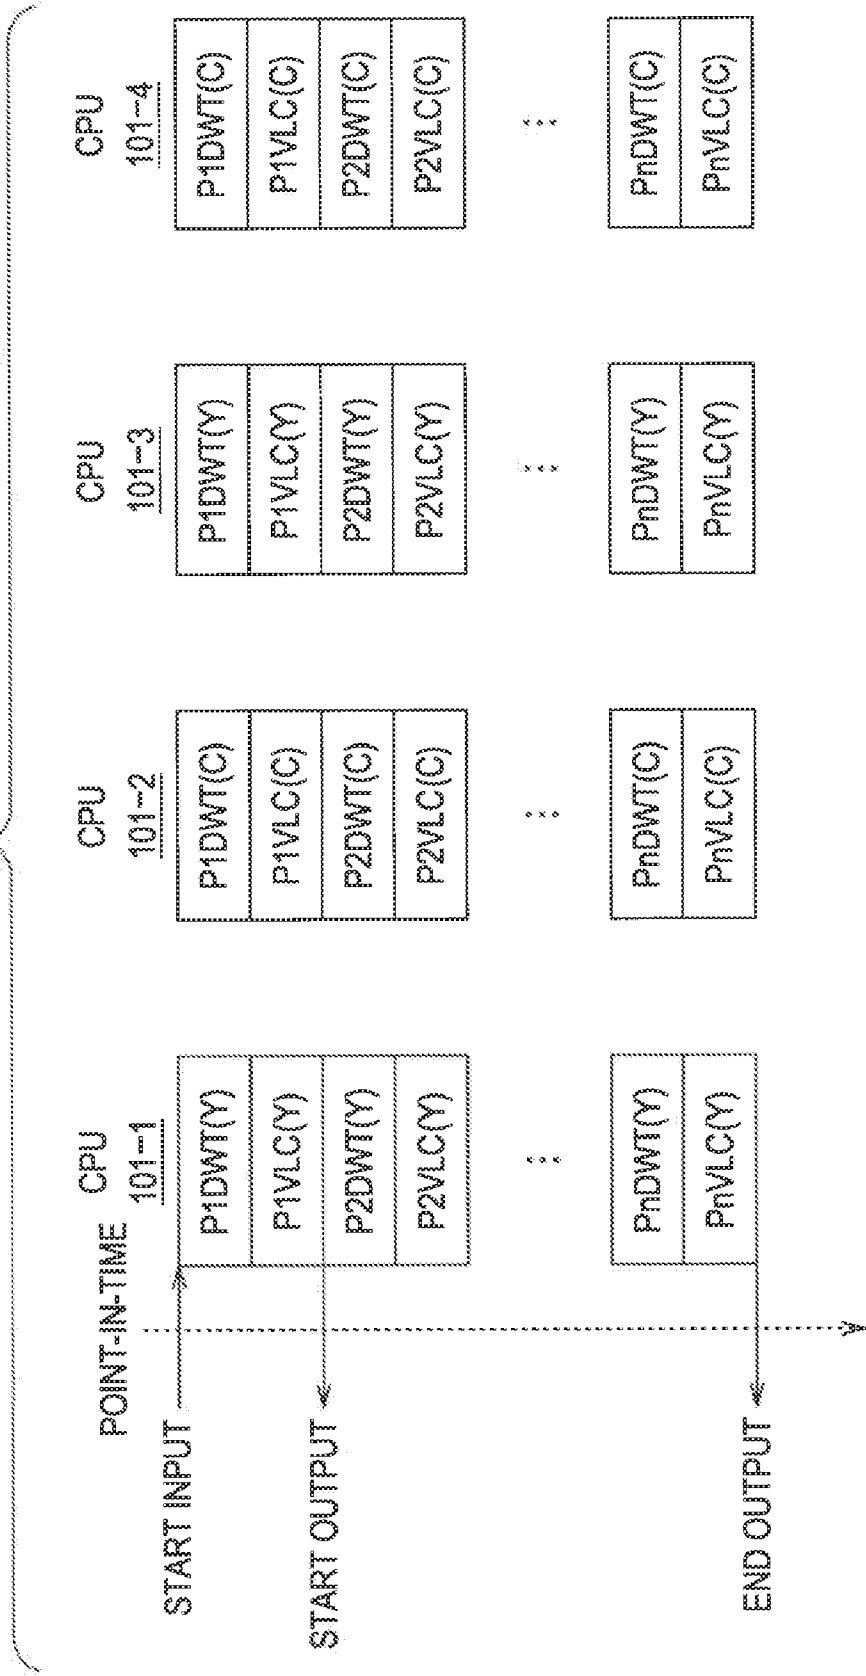 POINT-IN-TIME
CPU
101-1
CPU
101-2
CPU
101-3
CPU
101-4
START INPUT
P1DWT(Y)
P1DWT(C)
P1DWT(Y)
P1DWT(C)
P1VLC(Y)
P1VLC(C)
P1VLC(Y)
P1VLC(C)
START OUTPUT
P2DWT(Y)
P2DWT(C)
P2DWT(Y)
P2DWT(C)
P2VLC(Y)
P2VLC(C)
P2VLC(Y)
P2VLC(C)
PnDWT(Y)
PnDWT(C)
PnDWT(Y)
PnDWT(C)
PnVLC(Y)
PnVLC(C)
PnVLC(Y)
PnVLC(C)
END OUTPUT